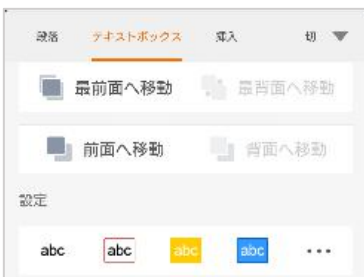 段落 テキストボックス 挿入 切
最前面へ移動 最背面へ移動
前面へ移動 背面へ移動
設定
abc abc abc abc